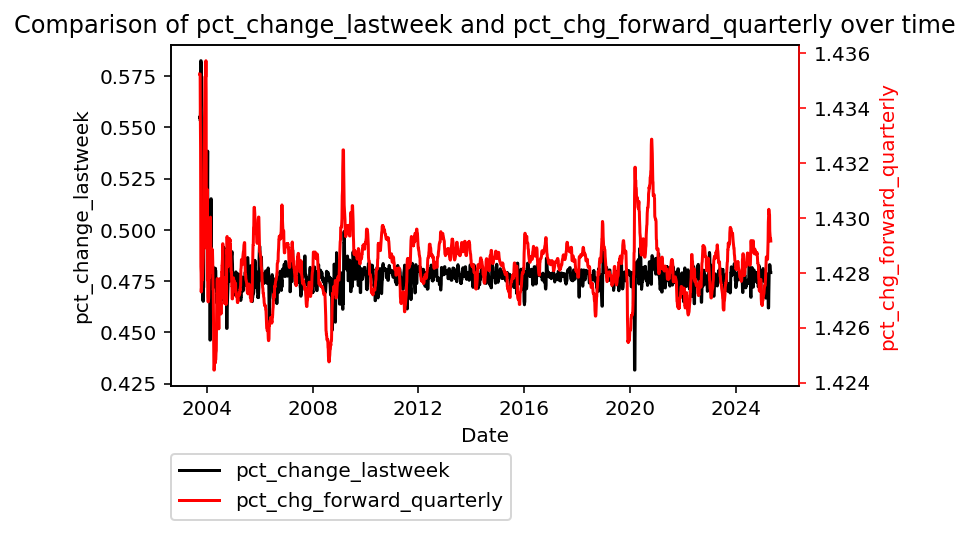 Comparison of pct_change_lastweek and pct_chg_forward_quarterly over time
pct_change_lastweek
0.575
0.550
0.525
0.500
0.475
0.450
0.425
1.436
1.434
1.432
1.430
1.428
1.426
1.424
pct_chg_forward_quarterly
2004 2008 2012 2016 2020 2024
Date
pct_change_lastweek
pct_chg_forward_quarterly